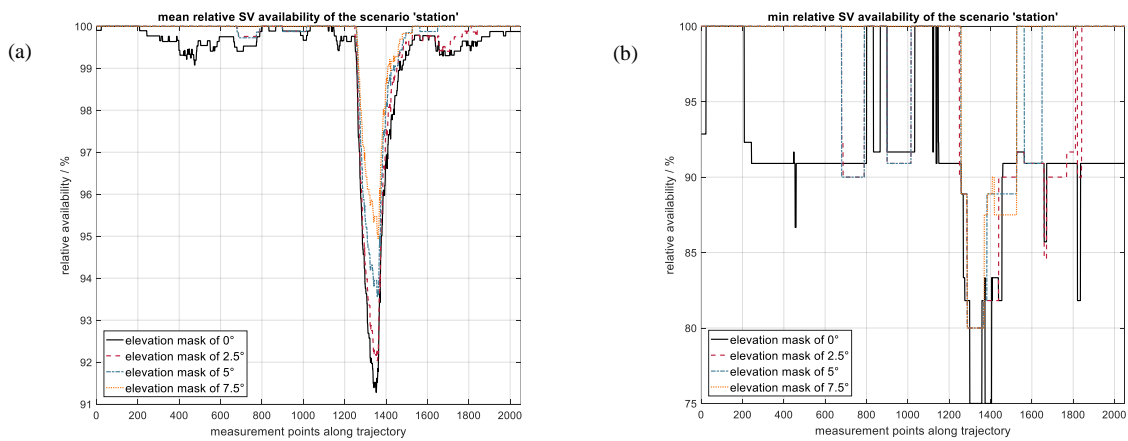 (a)
mean relative SV availability of the scenario 'station'
relative availability / %
100
99
98
97
96
95
94
93
92
91
elevation mask of 0°
elevation mask of 2.5°
elevation mask of 5°
elevation mask of 7.5°
0 200 400 600 800 1000 1200 1400 1600 1800 2000
measurement points along trajectory
(b)
min relative SV availability of the scenario 'station'
relative availability / %
100
95
90
85
80
75
elevation mask of 0°
elevation mask of 2.5°
elevation mask of 5°
elevation mask of 7.5°
0 200 400 600 800 1000 1200 1400 1600 1800 2000
measurement points along trajectory